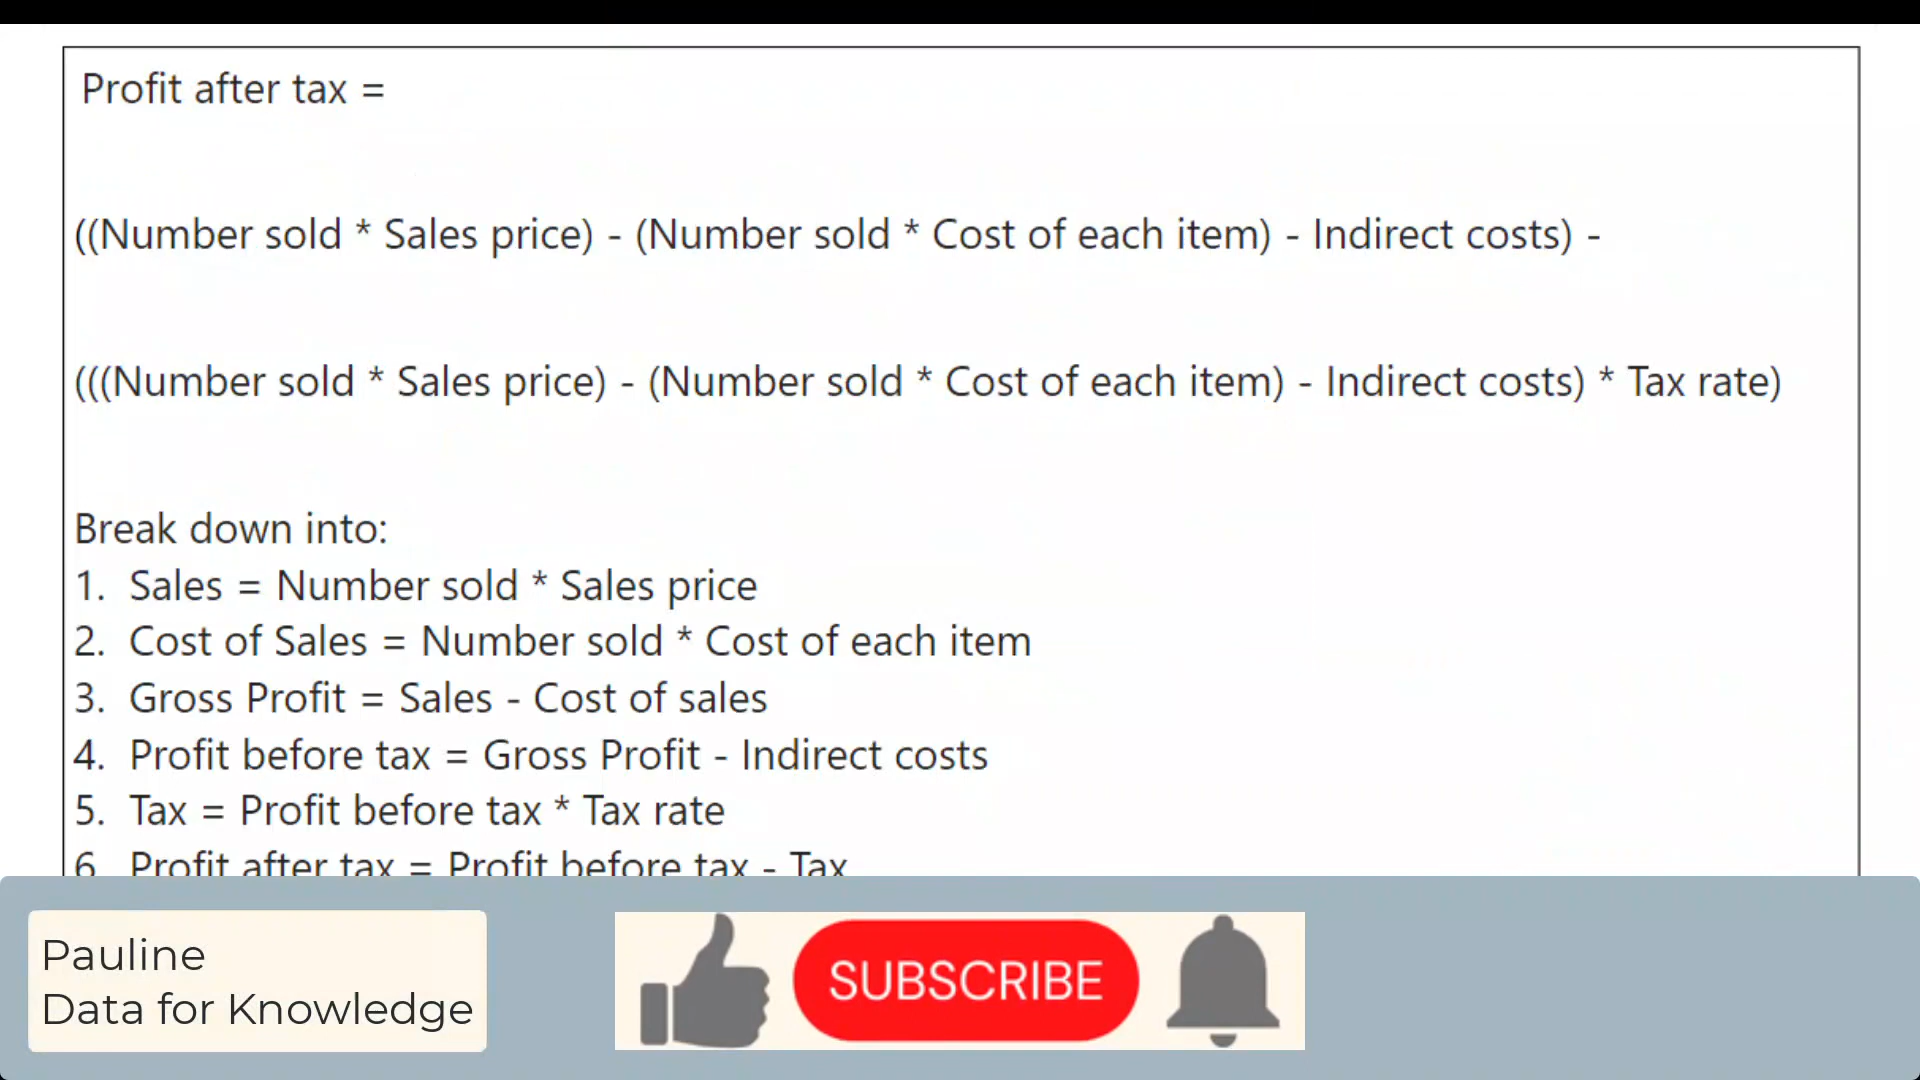 Profit after tax =
((Number sold * Sales price) - (Number sold * Cost of each item) - Indirect costs) -
(((Number sold * Sales price) - (Number sold * Cost of each item) - Indirect costs) * Tax rate)
Break down into:
1. Sales = Number sold * Sales price
2. Cost of Sales = Number sold * Cost of each item
3. Gross Profit = Sales - Cost of sales
4. Profit before tax = Gross Profit - Indirect costs
5. Tax = Profit before tax * Tax rate
6. Profit after tax = Profit before tax - Tax
Pauline
Data for Knowledge
SUBSCRIBE